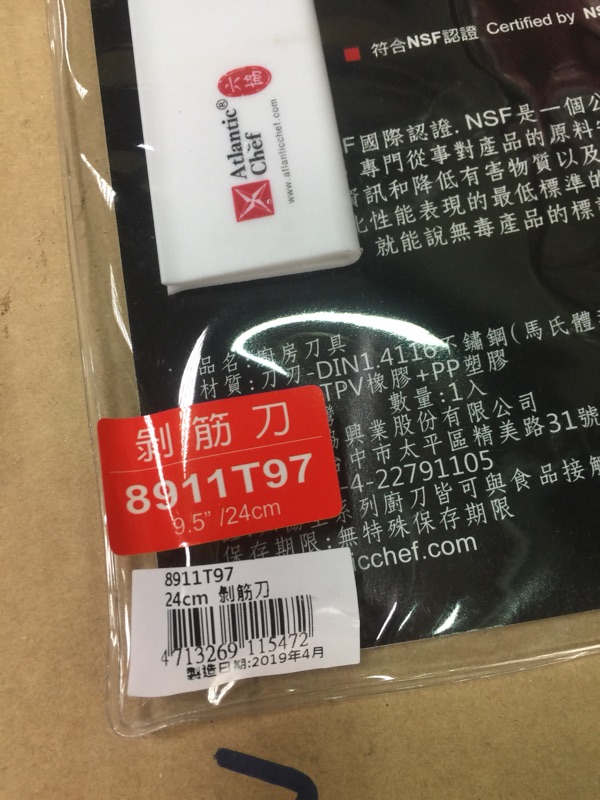 符合NSF認證 Certified by NS
六協
Atlantic®
Chef
www.atlanticchef.com
F國際認證. NSF是一個公
專門從事對產品的原料
資訊和降低有害物質以及
化性能表現的最低標準的
就能說無毒產品的標
品名:廚房刀具
材質:刀刃-DIN1.4116不鏽鋼(馬氏體
TPV橡膠+PP塑膠
數量:1入
協興業股份有限公司
台中市太平區精美路31號
4-22791105
系列廚刀皆可與食品接觸
保存期限:無特殊保存期限
icchef.com
剝筋刀
8911T97
9.5" /24cm
8911T97
24cm 剝筋刀
4713269 115472
製造日期:2019年4月